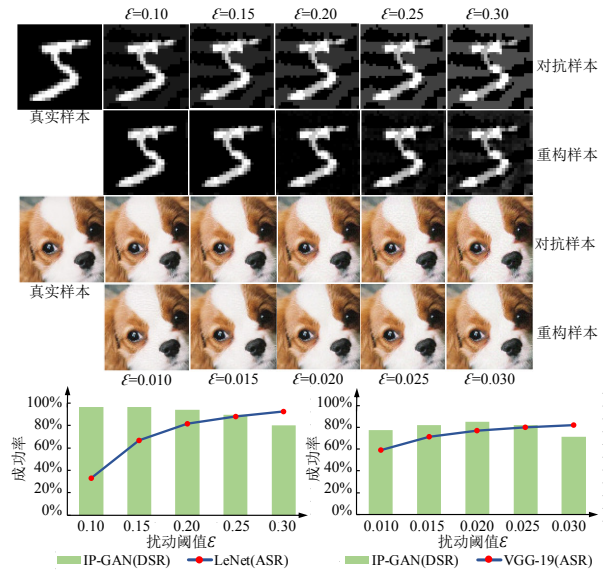 ℰ=0.10 ℰ=0.15 ℰ=0.20 ℰ=0.25 ℰ=0.30
对抗样本
真实样本
重构样本
对抗样本
真实样本
重构样本
ℰ=0.010 ℰ=0.015 ℰ=0.020 ℰ=0.025 ℰ=0.030
成功率
100%
80%
60%
40%
20%
0%
0.10 0.15 0.20 0.25 0.30
扰动阈值ℰ
IP-GAN(DSR) LeNet(ASR)
成功率
100%
80%
60%
40%
20%
0%
0.010 0.015 0.020 0.025 0.030
扰动阈值ℰ
IP-GAN(DSR) VGG-19(ASR)